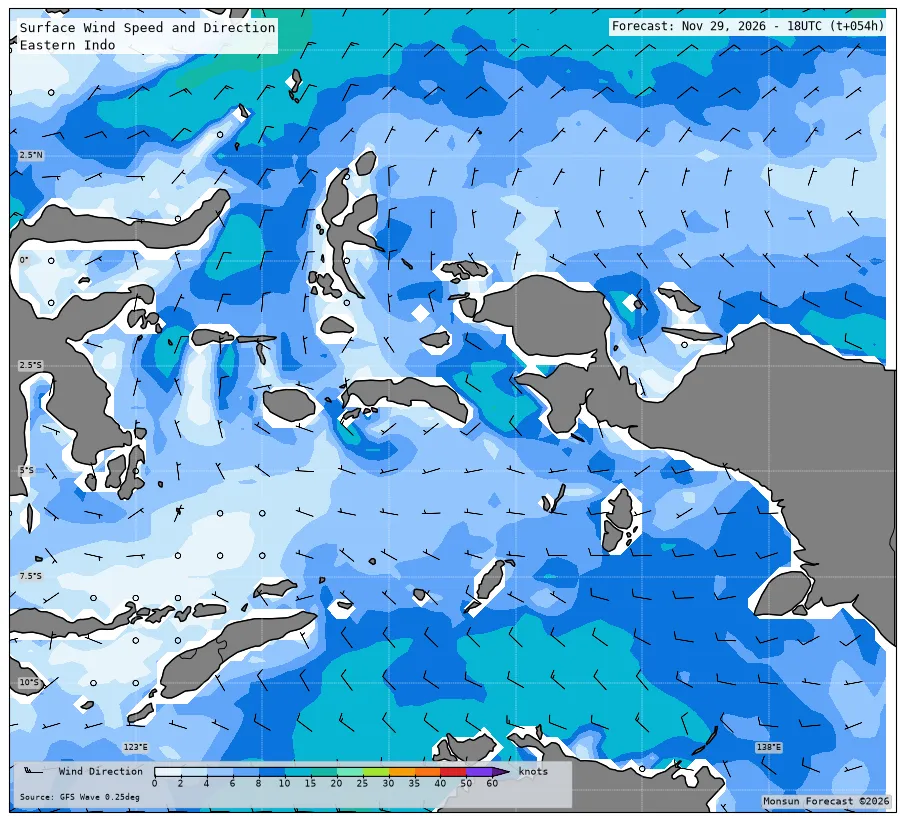 Surface Wind Speed and Direction
Eastern Indo
Forecast: Nov 29, 2026 - 18UTC (t+054h)
2.5°N
0°
2.5°S
5°S
7.5°S
10°S
123°E
138°E
Wind Direction
0 2 4 6 8 10 15 20 25 30 35 40 50 60
knots
Source: GFS Wave 0.25deg
Monsun Forecast ©2026